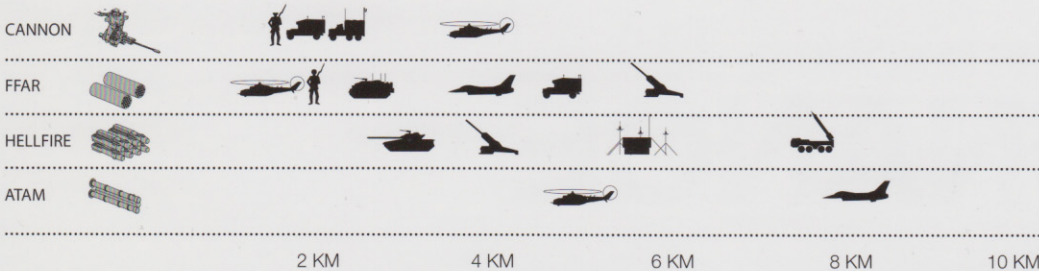 CANNON
FFAR
HELLFIRE
ATAM
2 KM 4 KM 6 KM 8 KM 10 KM